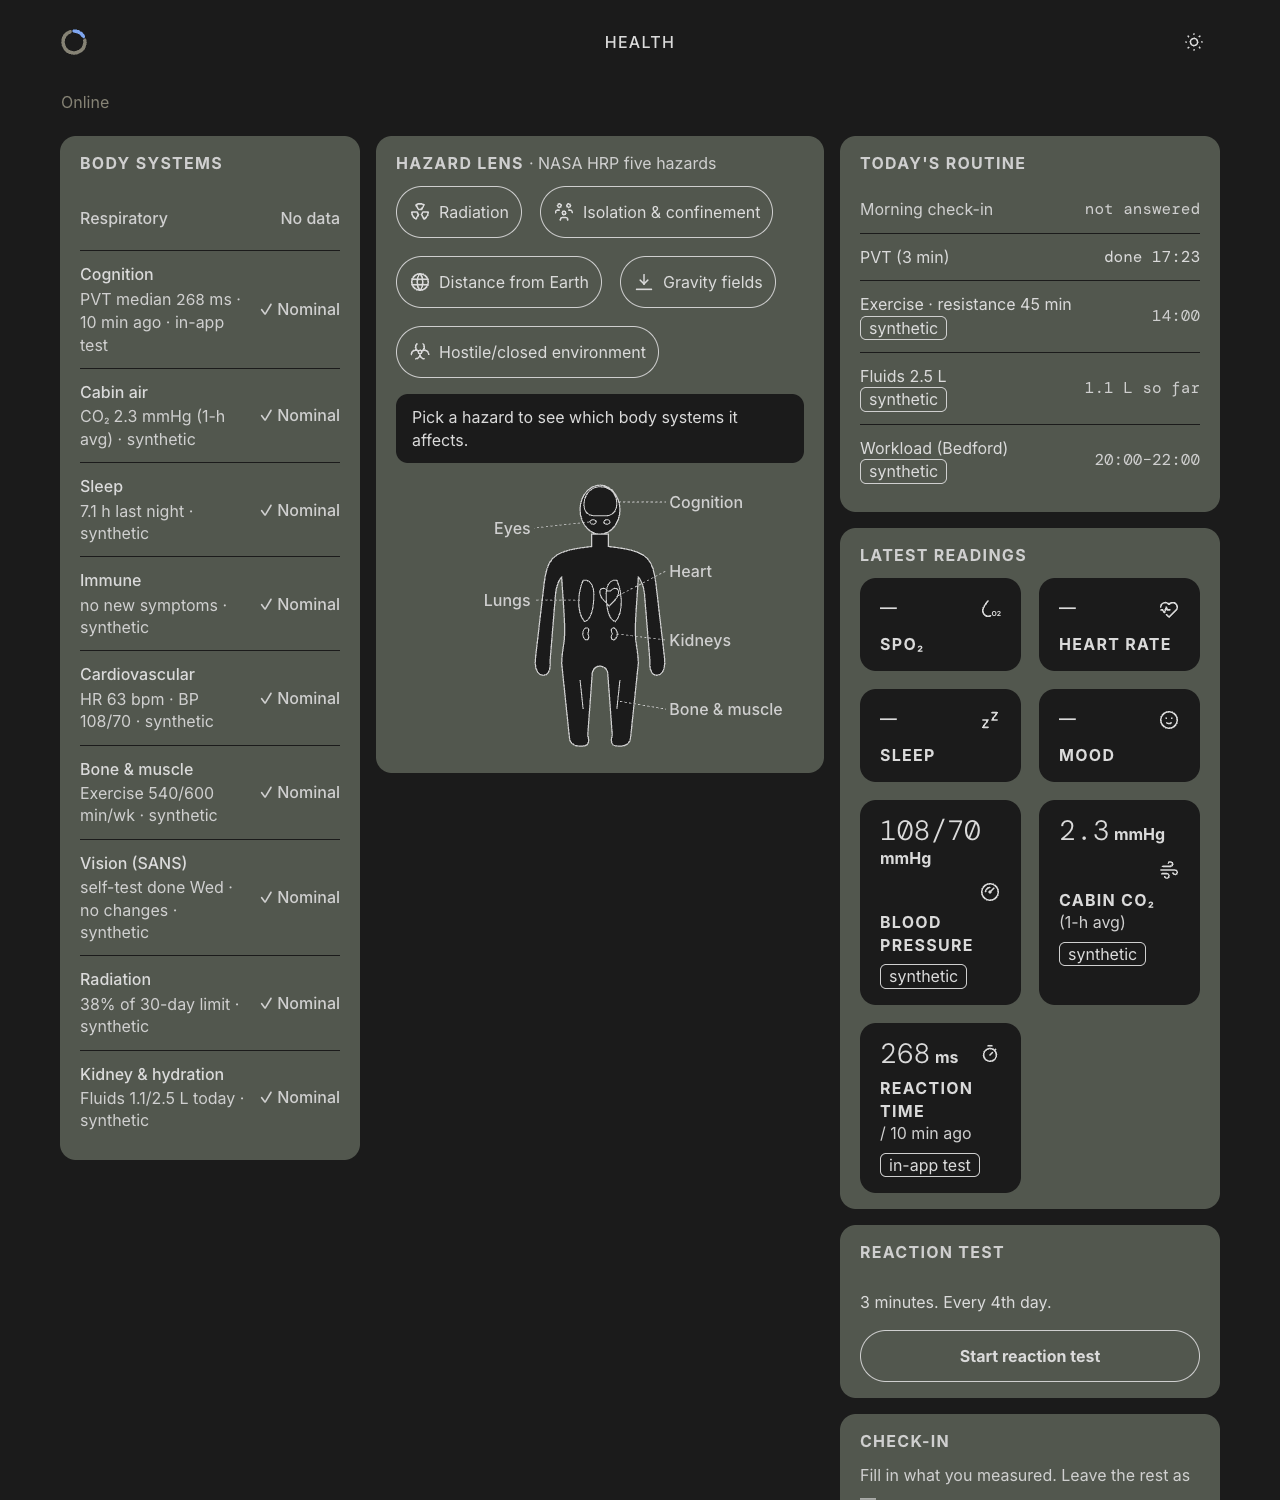 HEALTH
Online
BODY SYSTEMS
Respiratory No data
Cognition
PVT median 268 ms ·
10 min ago · in-app
test
✓ Nominal
Cabin air
CO₂ 2.3 mmHg (1-h
avg) · synthetic
✓ Nominal
Sleep
7.1 h last night ·
synthetic
✓ Nominal
Immune
no new symptoms ·
synthetic
✓ Nominal
Cardiovascular
HR 63 bpm · BP
108/70 · synthetic
✓ Nominal
Bone & muscle
Exercise 540/600
min/wk · synthetic
✓ Nominal
Vision (SANS)
self-test done Wed ·
no changes ·
synthetic
✓ Nominal
Radiation
38% of 30-day limit ·
synthetic
✓ Nominal
Kidney & hydration
Fluids 1.1/2.5 L today ·
synthetic
✓ Nominal
HAZARD LENS · NASA HRP five hazards
Radiation
Isolation & confinement
Distance from Earth
Gravity fields
Hostile/closed environment
Pick a hazard to see which body systems it
affects.
Cognition
Eyes
Heart
Lungs
Kidneys
Bone & muscle
TODAY'S ROUTINE
Morning check-in not answered
PVT (3 min) done 17:23
Exercise · resistance 45 min
synthetic
14:00
Fluids 2.5 L
synthetic
1.1 L so far
Workload (Bedford)
synthetic
20:00–22:00
LATEST READINGS
—
O2
SPO₂
—
HEART RATE
—
zZ
SLEEP
—
MOOD
108/70
mmHg
BLOOD
PRESSURE
synthetic
2.3 mmHg
CABIN CO₂
(1-h avg)
synthetic
268 ms
REACTION
TIME
/ 10 min ago
in-app test
REACTION TEST
3 minutes. Every 4th day.
Start reaction test
CHECK-IN
Fill in what you measured. Leave the rest as